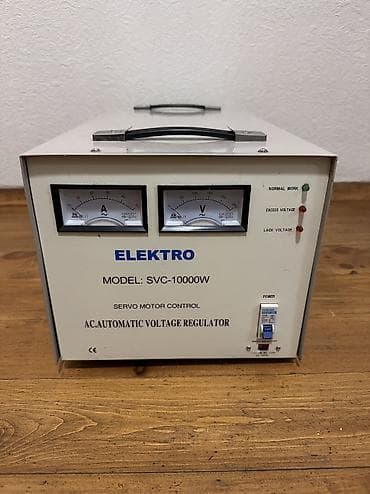 NORMAL WORK
A
V
EXCESS VOLTAGE
LACK VOLTAGE
ELEKTRO
MODEL: SVC-10000W
SERVO MOTOR CONTROL
POWER
AC.AUTOMATIC VOLTAGE REGULATOR
CE